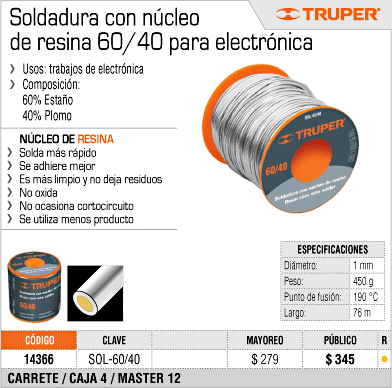 Soldadura con núcleo
de resina 60/40 para electrónica
TRUPER®
Usos: trabajos de electrónica
Composición:
60% Estaño
40% Plomo
NÚCLEO DE RESINA
Solda más rápido
Se adhiere mejor
Es más limpio y no deja residuos
No oxida
No ocasiona cortocircuito
Se utiliza menos producto
SOL-60/40
TRUPER
60/40
Soldadura con núcleo de resina
Resin core wire solder
TRUPER
60/40
ESPECIFICACIONES
Diámetro: 1 mm
Peso: 450 g
Punto de fusión: 190 °C
Largo: 76 m
CÓDIGO CLAVE MAYOREO PÚBLICO R
14366 SOL-60/40 $ 279 $ 345
CARRETE / CAJA 4 / MASTER 12